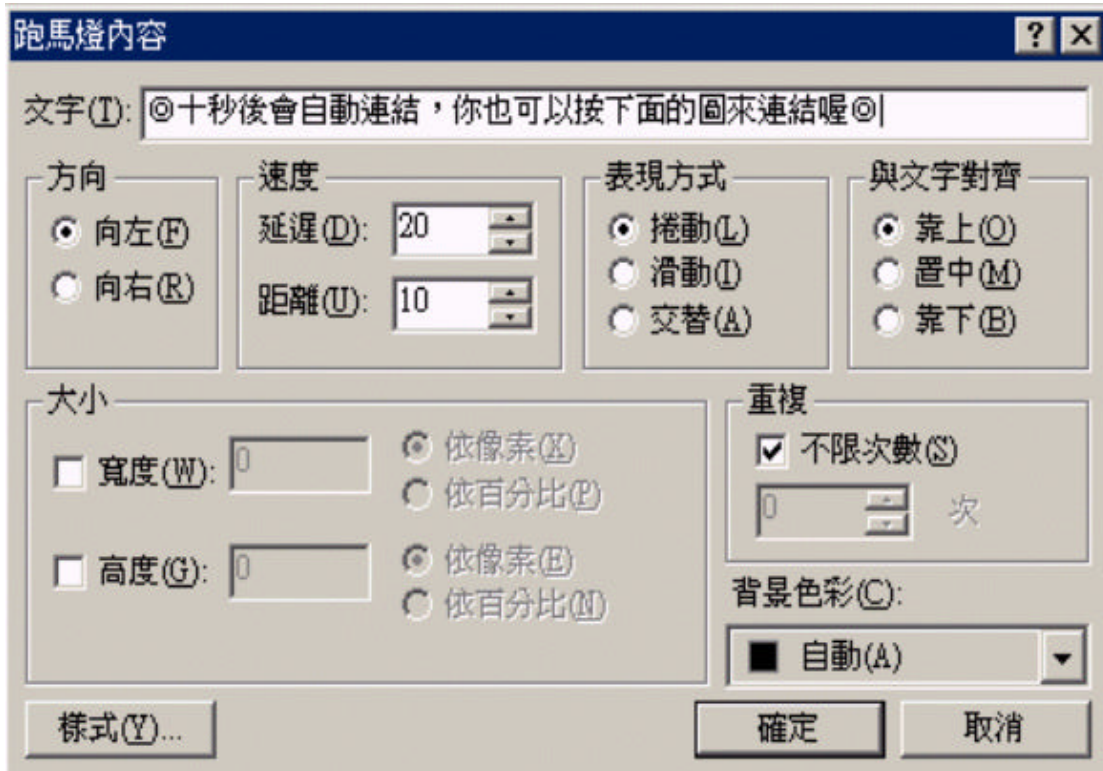 跑馬燈內容
文字(T): ◎十秒後會自動連結，你也可以按下面的圖來連結喔◎
方向
向左(F)
向右(R)
速度
延遲(D): 20
距離(U): 10
表現方式
捲動(L)
滑動(I)
交替(A)
與文字對齊
靠上(O)
置中(M)
靠下(B)
大小
寬度(W): 0
依像素(X)
依百分比(P)
高度(G): 0
依像素(E)
依百分比(N)
重複
不限次數(S)
0 次
背景色彩(C):
自動(A)
樣式(Y)...
確定
取消